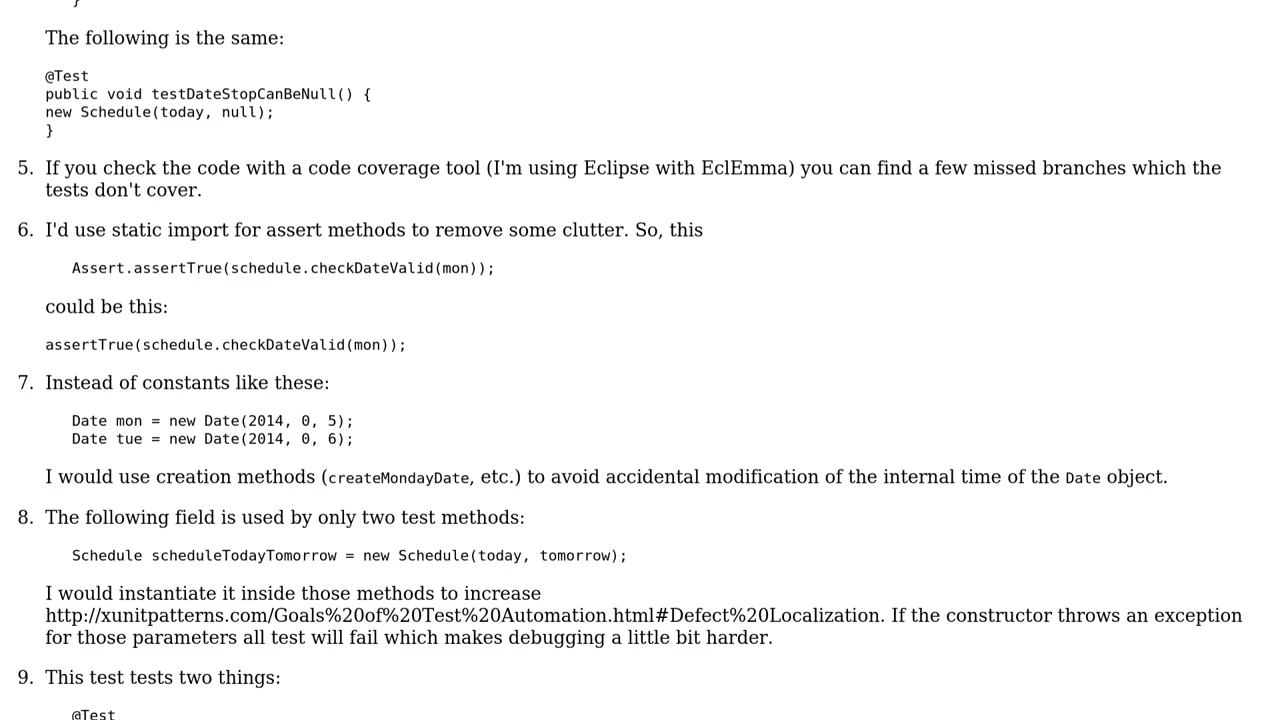 }
The following is the same:
@Test
public void testDateStopCanBeNull() {
new Schedule(today, null);
}
5. If you check the code with a code coverage tool (I'm using Eclipse with EclEmma) you can find a few missed branches which the
tests don't cover.
6. I'd use static import for assert methods to remove some clutter. So, this
Assert.assertTrue(schedule.checkDateValid(mon));
could be this:
assertTrue(schedule.checkDateValid(mon));
7. Instead of constants like these:
Date mon = new Date(2014, 0, 5);
Date tue = new Date(2014, 0, 6);
I would use creation methods (createMondayDate, etc.) to avoid accidental modification of the internal time of the Date object.
8. The following field is used by only two test methods:
Schedule scheduleTodayTomorrow = new Schedule(today, tomorrow);
I would instantiate it inside those methods to increase
http://xunitpatterns.com/Goals%20of%20Test%20Automation.html#Defect%20Localization. If the constructor throws an exception
for those parameters all test will fail which makes debugging a little bit harder.
9. This test tests two things:
@Test